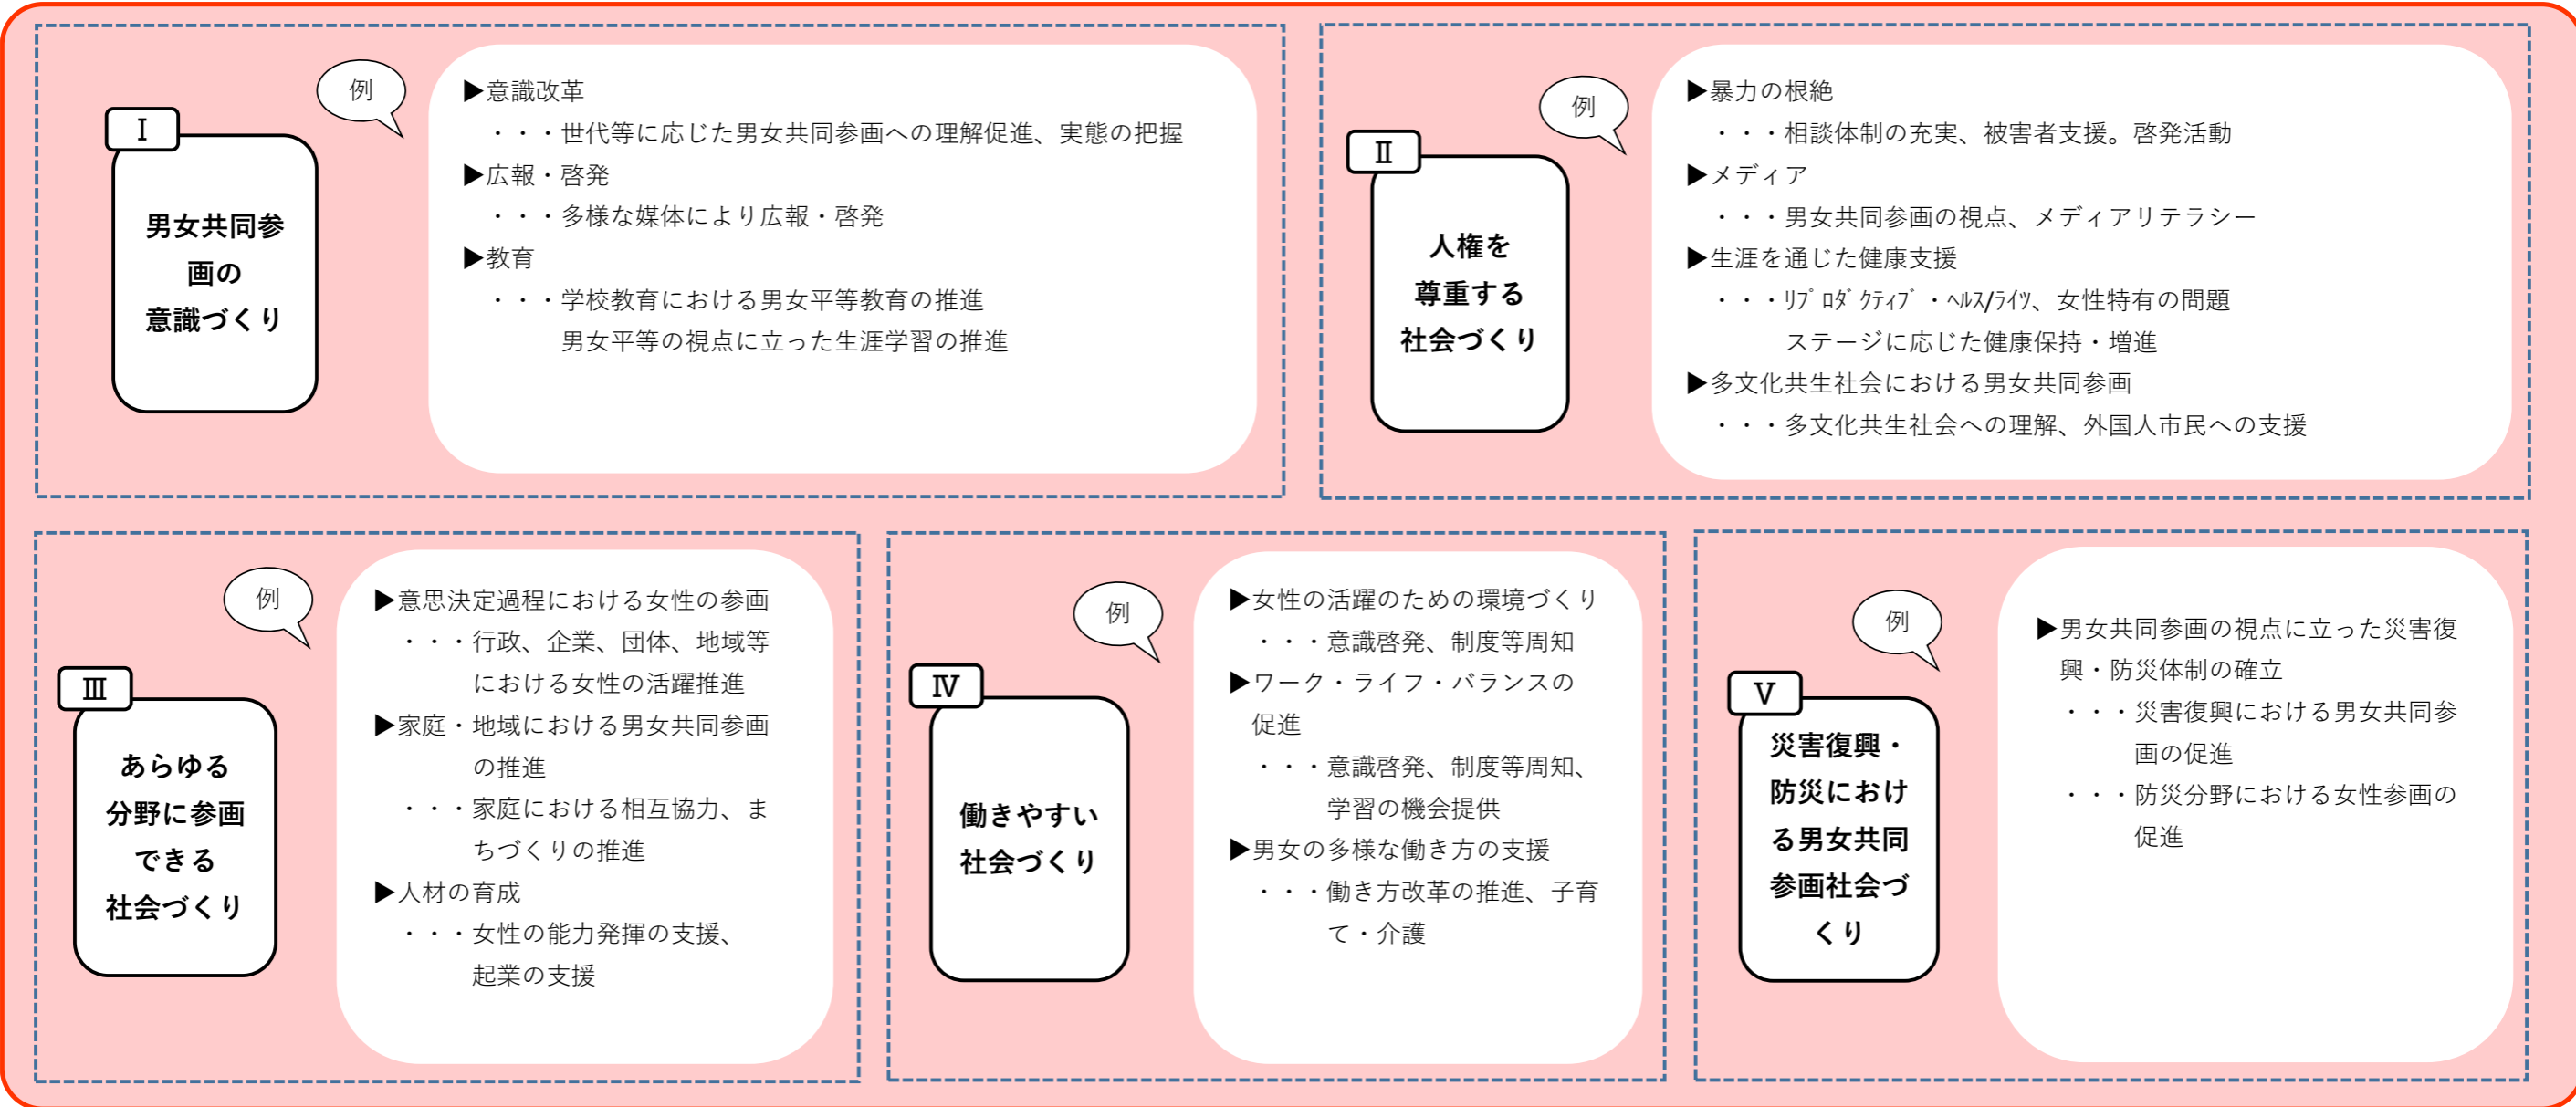 Ⅰ
男女共同参
画の
意識づくり
例
▶意識改革
・・・世代等に応じた男女共同参画への理解促進、実態の把握
▶広報・啓発
・・・多様な媒体により広報・啓発
▶教育
・・・学校教育における男女平等教育の推進
男女平等の視点に立った生涯学習の推進
Ⅱ
人権を
尊重する
社会づくり
例
▶暴力の根絶
・・・相談体制の充実、被害者支援。啓発活動
▶メディア
・・・男女共同参画の視点、メディアリテラシー
▶生涯を通じた健康支援
・・・ﾘﾌﾟﾛﾀﾞｸﾃｨﾌﾞ・ﾍﾙｽ/ﾗｲﾂ、女性特有の問題
ステージに応じた健康保持・増進
▶多文化共生社会における男女共同参画
・・・多文化共生社会への理解、外国人市民への支援
Ⅲ
あらゆる
分野に参画
できる
社会づくり
例
▶意思決定過程における女性の参画
・・・行政、企業、団体、地域等
における女性の活躍推進
▶家庭・地域における男女共同参画
の推進
・・・家庭における相互協力、ま
ちづくりの推進
▶人材の育成
・・・女性の能力発揮の支援、
起業の支援
Ⅳ
働きやすい
社会づくり
例
▶女性の活躍のための環境づくり
・・・意識啓発、制度等周知
▶ワーク・ライフ・バランスの
促進
・・・意識啓発、制度等周知、
学習の機会提供
▶男女の多様な働き方の支援
・・・働き方改革の推進、子育
て・介護
Ⅴ
災害復興・
防災におけ
る男女共同
参画社会づ
くり
例
▶男女共同参画の視点に立った災害復
興・防災体制の確立
・・・災害復興における男女共同参
画の促進
・・・防災分野における女性参画の
促進